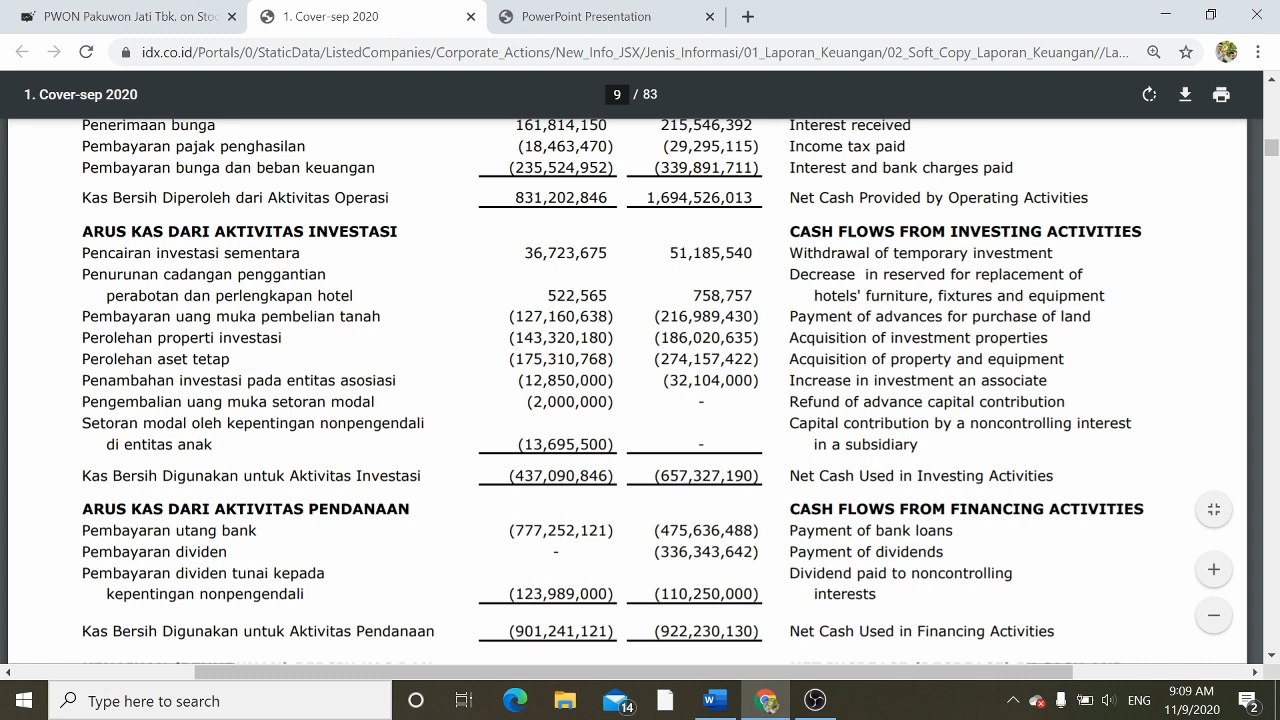 PWON Pakuwon Jati Tbk. on Stoc
1. Cover-sep 2020
PowerPoint Presentation
idx.co.id/Portals/0/StaticData/ListedCompanies/Corporate_Actions/New_Info_JSX/Jenis_Informasi/01_Laporan_Keuangan/02_Soft_Copy_Laporan_Keuangan//La...
1. Cover-sep 2020 9 / 83
Penerimaan bunga 161,814,150 215,546,392 Interest received
Pembayaran pajak penghasilan (18,463,470) (29,295,115) Income tax paid
Pembayaran bunga dan beban keuangan (235,524,952) (339,891,711) Interest and bank charges paid
Kas Bersih Diperoleh dari Aktivitas Operasi 831,202,846 1,694,526,013 Net Cash Provided by Operating Activities
ARUS KAS DARI AKTIVITAS INVESTASI CASH FLOWS FROM INVESTING ACTIVITIES
Pencairan investasi sementara 36,723,675 51,185,540 Withdrawal of temporary investment
Penurunan cadangan penggantian Decrease in reserved for replacement of
perabotan dan perlengkapan hotel 522,565 758,757 hotels' furniture, fixtures and equipment
Pembayaran uang muka pembelian tanah (127,160,638) (216,989,430) Payment of advances for purchase of land
Perolehan properti investasi (143,320,180) (186,020,635) Acquisition of investment properties
Perolehan aset tetap (175,310,768) (274,157,422) Acquisition of property and equipment
Penambahan investasi pada entitas asosiasi (12,850,000) (32,104,000) Increase in investment an associate
Pengembalian uang muka setoran modal (2,000,000) - Refund of advance capital contribution
Setoran modal oleh kepentingan nonpengendali Capital contribution by a noncontrolling interest
di entitas anak (13,695,500) - in a subsidiary
Kas Bersih Digunakan untuk Aktivitas Investasi (437,090,846) (657,327,190) Net Cash Used in Investing Activities
ARUS KAS DARI AKTIVITAS PENDANAAN CASH FLOWS FROM FINANCING ACTIVITIES
Pembayaran utang bank (777,252,121) (475,636,488) Payment of bank loans
Pembayaran dividen - (336,343,642) Payment of dividends
Pembayaran dividen tunai kepada Dividend paid to noncontrolling
kepentingan nonpengendali (123,989,000) (110,250,000) interests
Kas Bersih Digunakan untuk Aktivitas Pendanaan (901,241,121) (922,230,130) Net Cash Used in Financing Activities
Type here to search
14
ENG
9:09 AM
11/9/2020
2